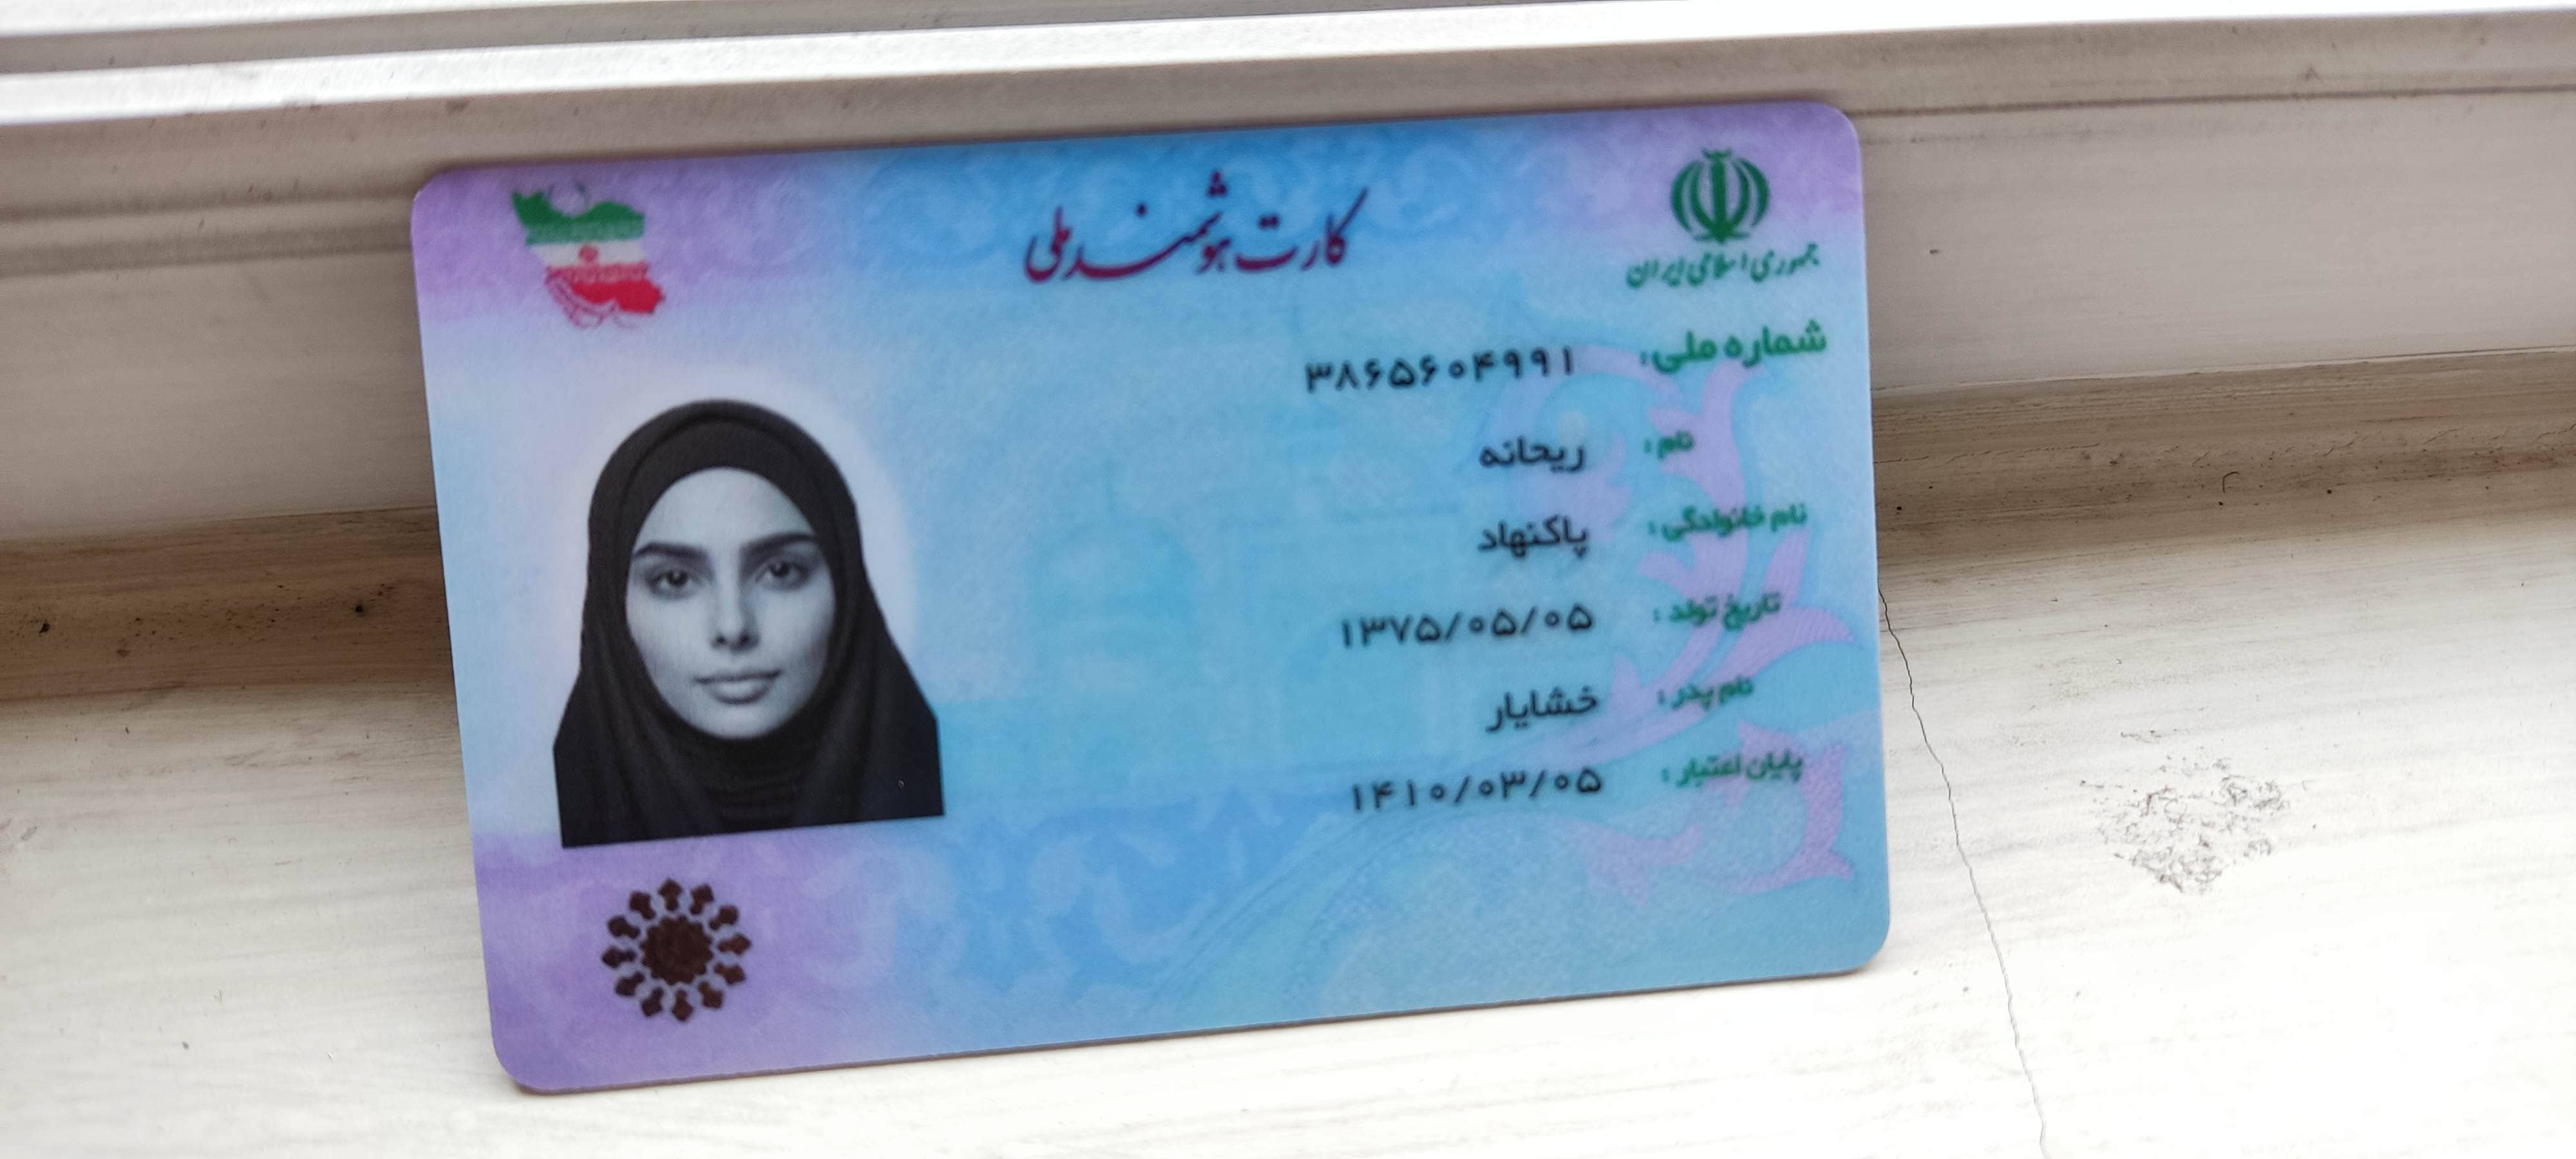 جمهوری اسلامی ایران
کارت هوشمند ملی
شماره ملی: ۳۸۶۵۶۰۴۹۹۱
نام: ریحانه
نام خانوادگی: پاکنهاد
تاریخ تولد: ۱۳۷۵/۰۵/۰۵
نام پدر: خشایار
پایان اعتبار: ۱۴۱۰/۰۳/۰۵